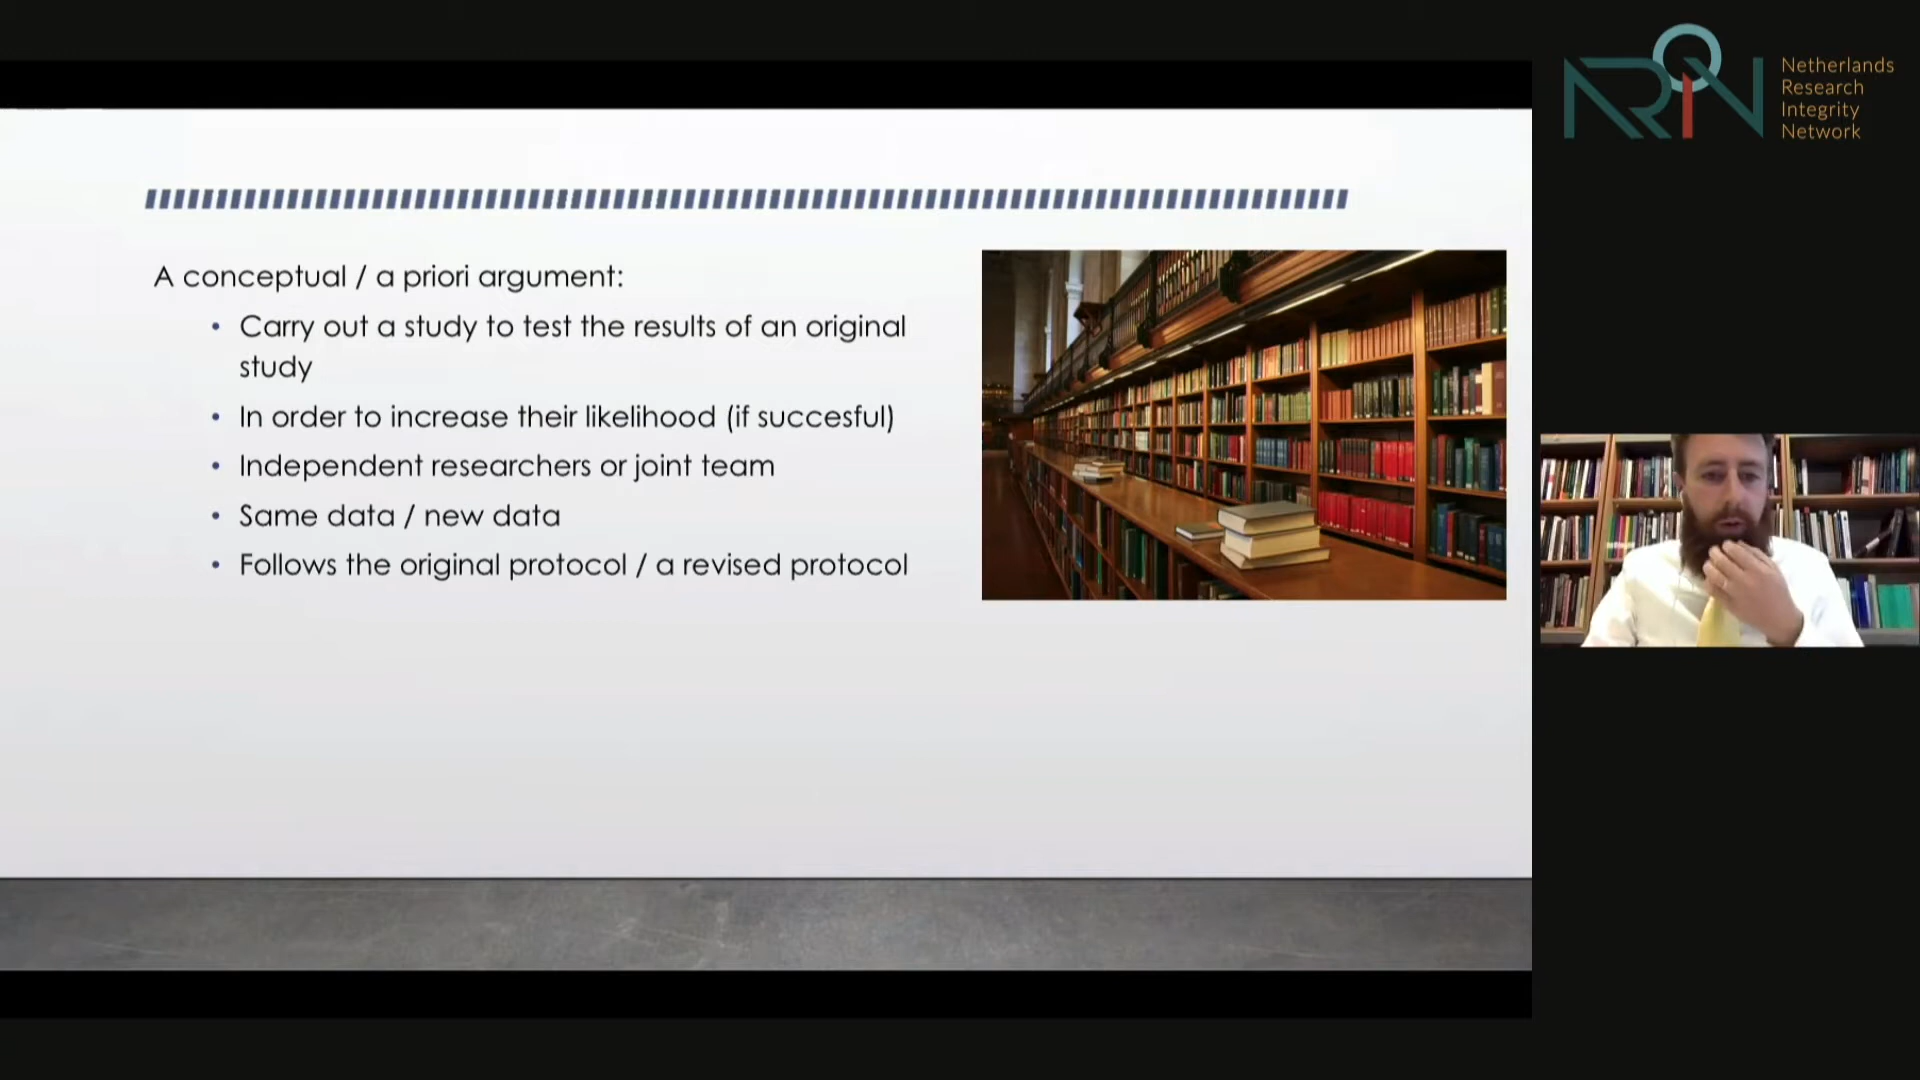 A conceptual / a priori argument:
• Carry out a study to test the results of an original
study
• In order to increase their likelihood (if succesful)
• Independent researchers or joint team
• Same data / new data
• Follows the original protocol / a revised protocol
NRIN
Netherlands
Research
Integrity
Network